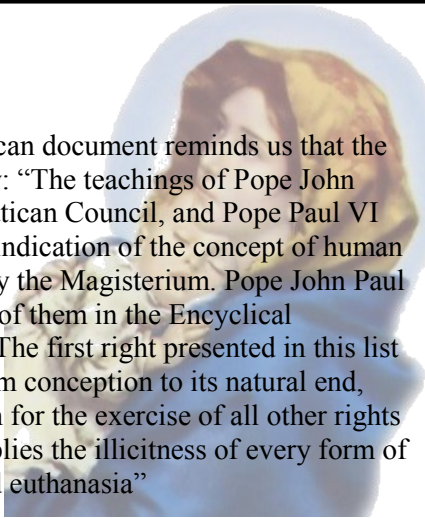 can document reminds us that the
: “The teachings of Pope John
tican Council, and Pope Paul VI
ndication of the concept of human
y the Magisterium. Pope John Paul
of them in the Encyclical
The first right presented in this list
m conception to its natural end,
n for the exercise of all other rights
plies the illicitness of every form of
euthanasia”